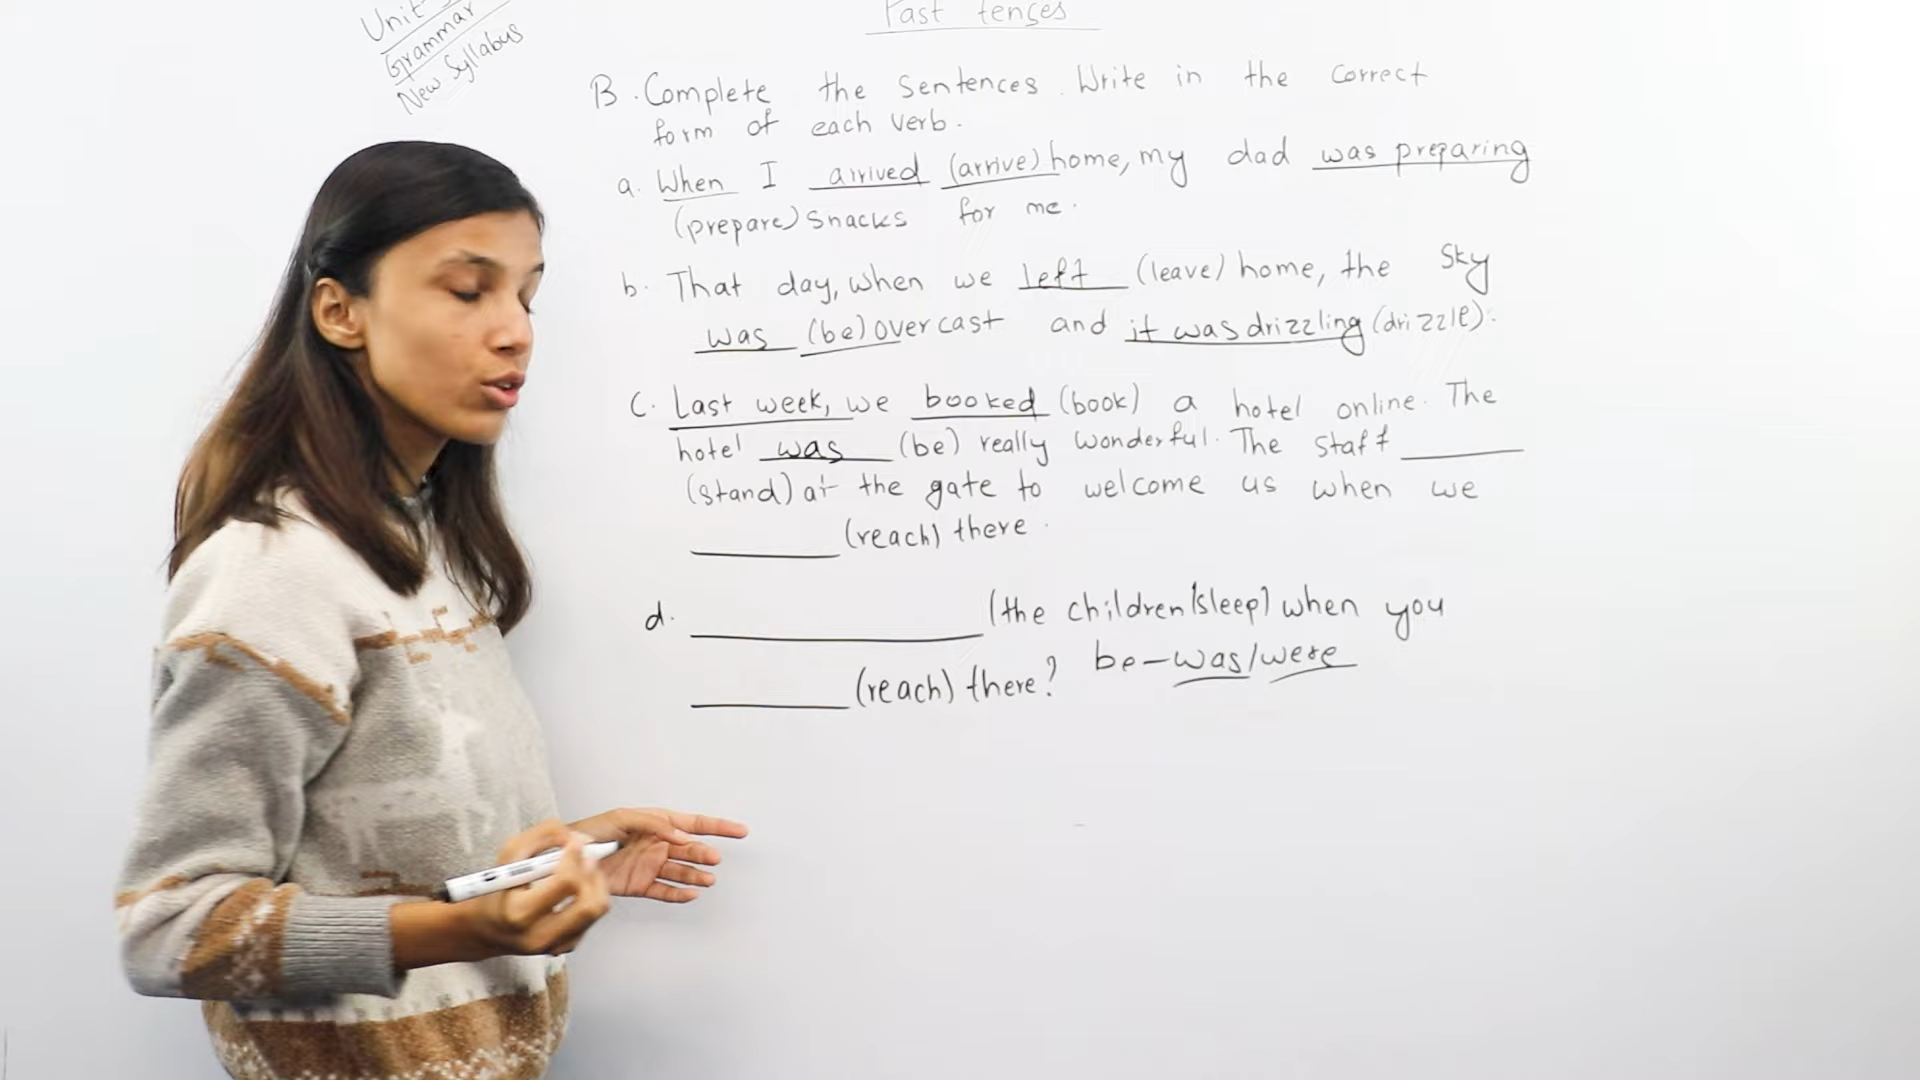 Unit
Grammar
New Syllabus
Past tenses
B. Complete the sentences. Write in the correct
form of each verb.
a. When I arrived (arrive) home, my dad was preparing
(prepare) snacks for me.
b. That day, when we left (leave) home, the sky
was (be) overcast and it was drizzling (drizzle).
C. Last week, we booked (book) a hotel online. The
hotel was (be) really wonderful. The staff ______
(stand) at the gate to welcome us when we
______ (reach) there.
d. ______ (the children/sleep) when you
______ (reach) there? be–was/were